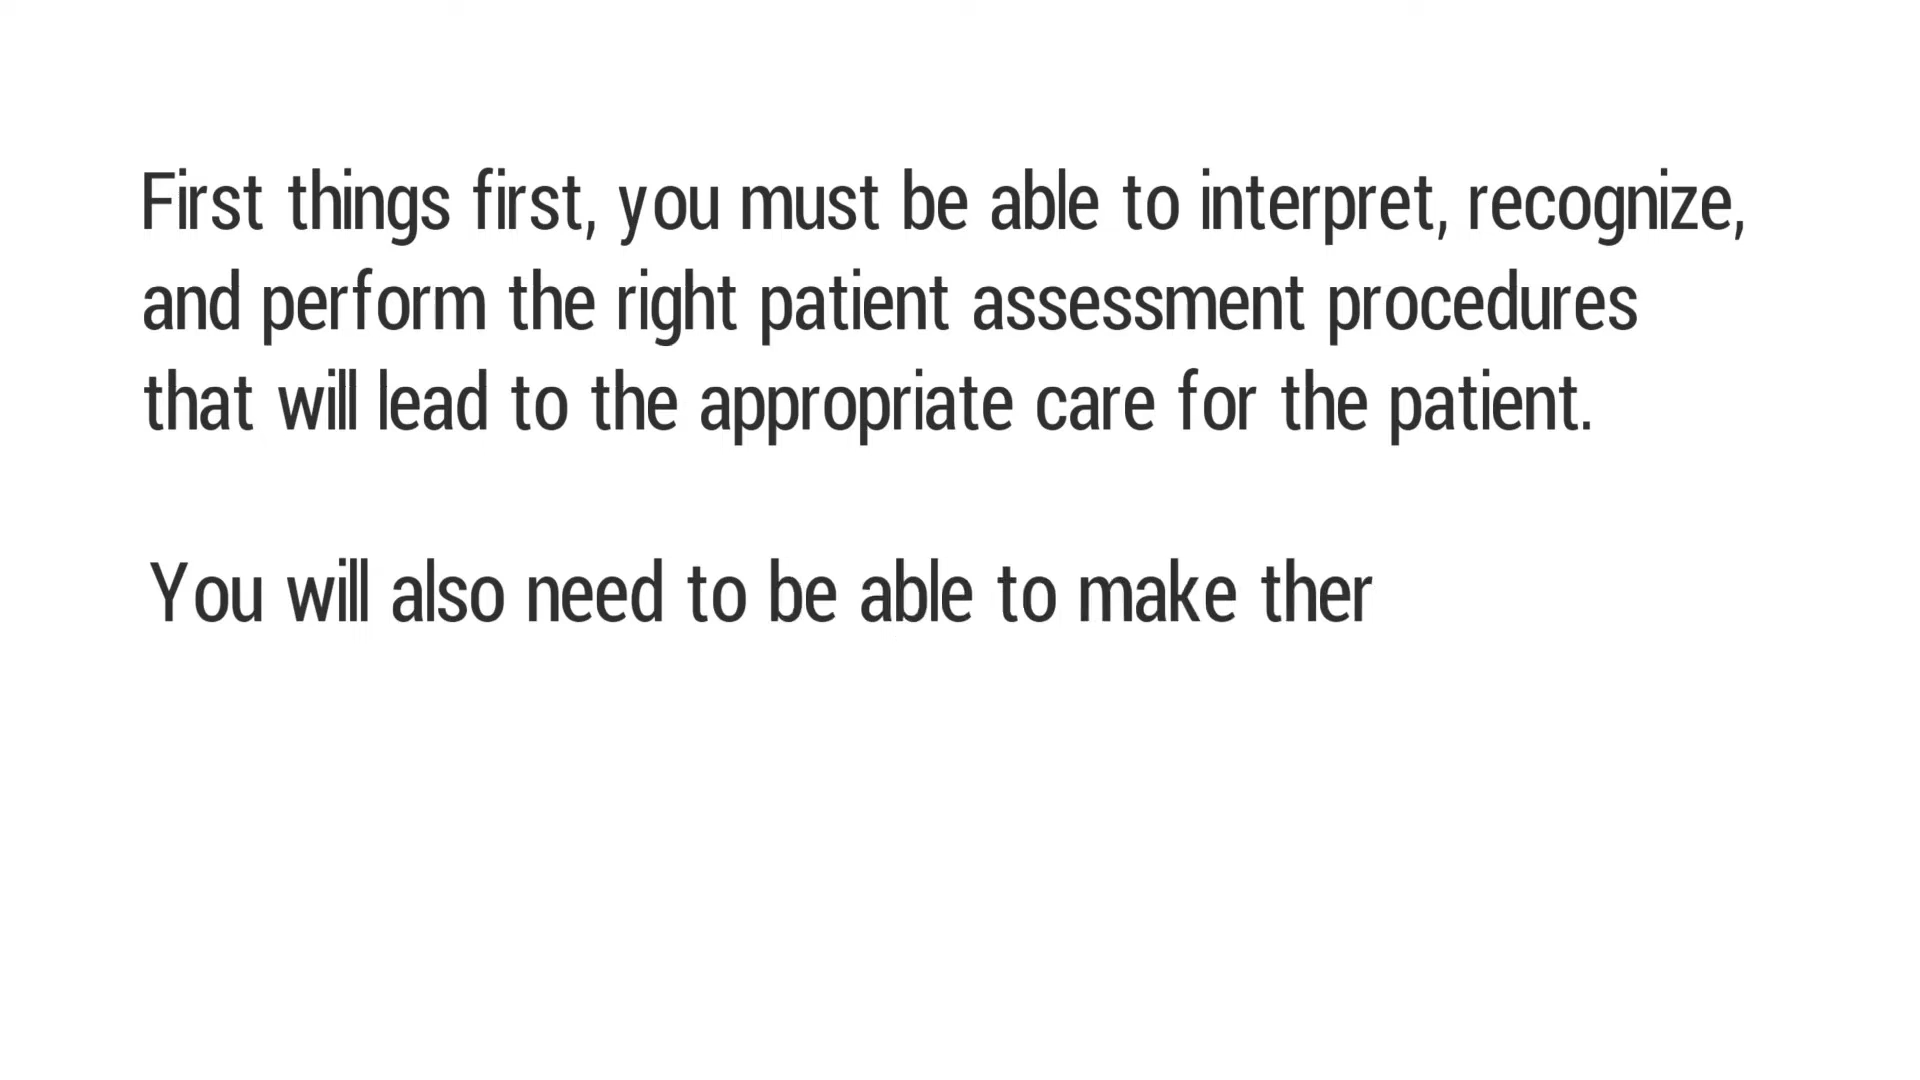 First things first, you must be able to interpret, recognize,
and perform the right patient assessment procedures
that will lead to the appropriate care for the patient.
You will also need to be able to make ther